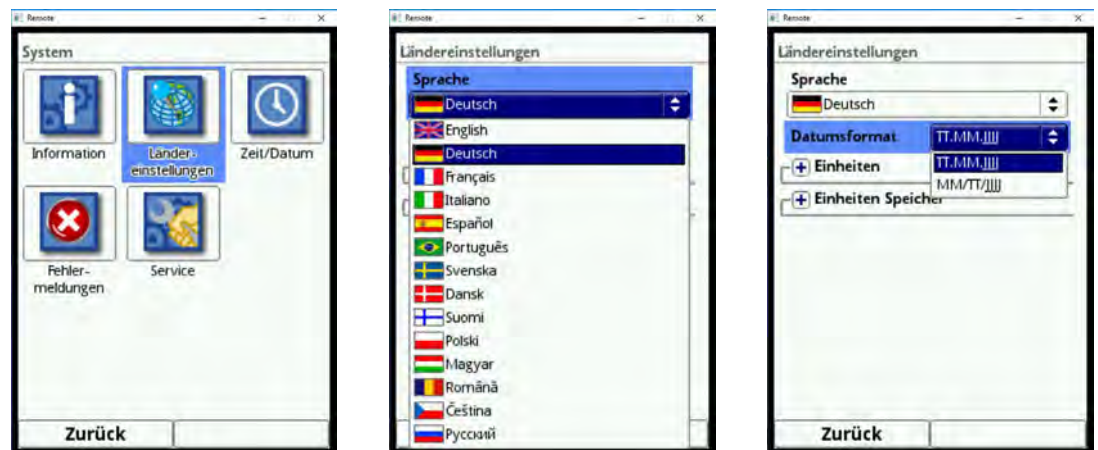 Remote
System
Information
Länder-
einstellungen
Zeit/Datum
Fehler-
meldungen
Service
Zurück
Remote
Ländereinstellungen
Sprache
Deutsch
English
Deutsch
Français
Italiano
Español
Português
Svenska
Dansk
Suomi
Polski
Magyar
Română
Čeština
Русский
Remote
Ländereinstellungen
Sprache
Deutsch
Datumsformat TT.MM.JJJJ
TT.MM.JJJJ
Einheiten
MM/TT/JJJJ
Einheiten Speicher
Zurück